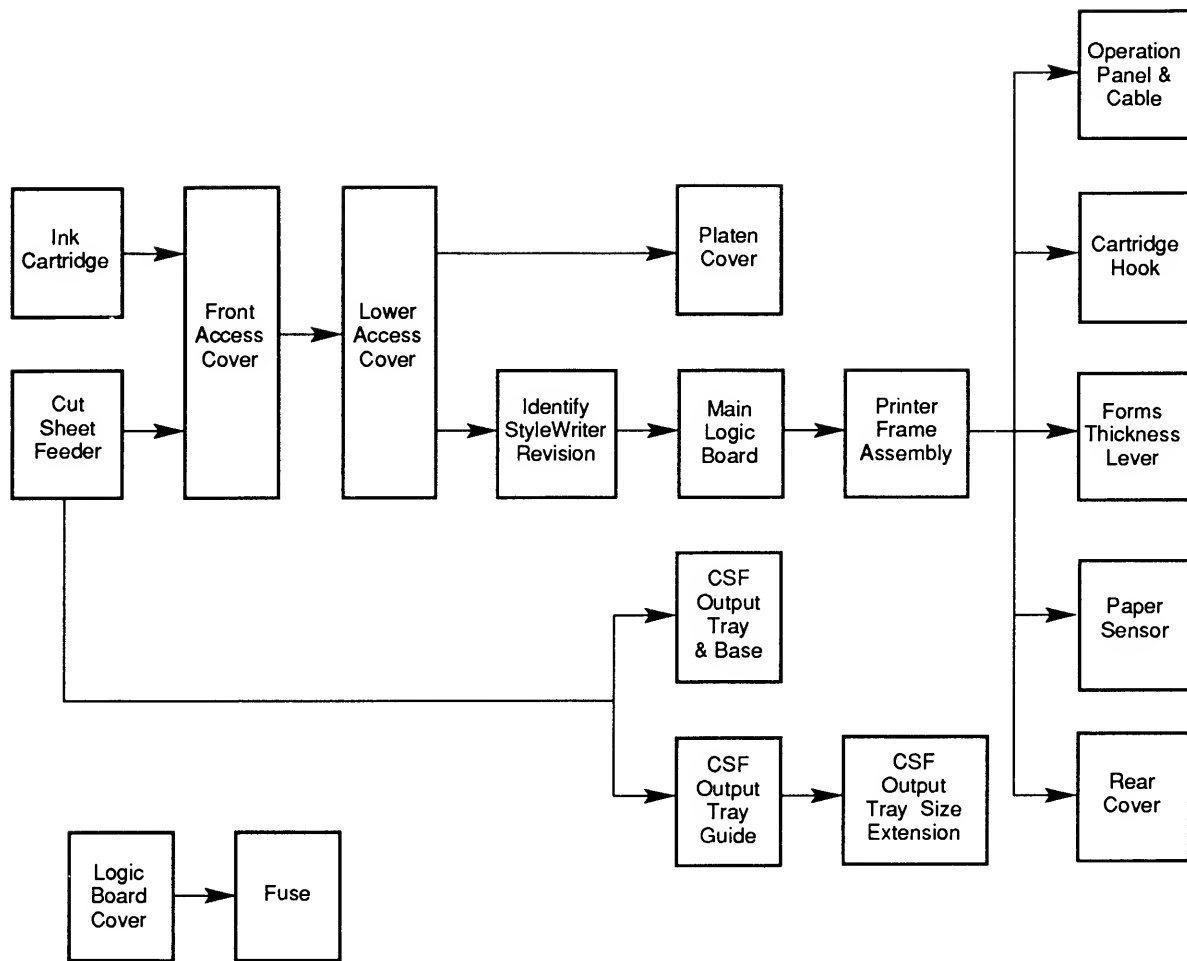 Operation
Panel &
Cable
Ink
Cartridge
Front
Access
Cover
Lower
Access
Cover
Platen
Cover
Cartridge
Hook
Cut
Sheet
Feeder
Identify
StyleWriter
Revision
Main
Logic
Board
Printer
Frame
Assembly
Forms
Thickness
Lever
CSF
Output
Tray
& Base
Paper
Sensor
CSF
Output
Tray
Guide
CSF
Output
Tray Size
Extension
Rear
Cover
Logic
Board
Cover
Fuse